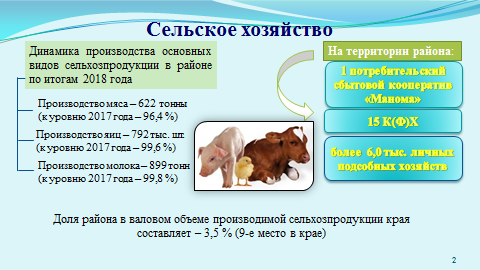 Сельское хозяйство
Динамика производства основных
видов сельхозпродукции в районе
по итогам 2018 года
Производство мяса – 622 тонны
(к уровню 2017 года – 96,4 %)
Производство яиц – 792 тыс. шт.
(к уровню 2017 года – 99,6 %)
Производство молока – 899 тонн
(к уровню 2017 года – 99,8 %)
На территории района:
1 потребительский
сбытовой кооператив
«Манома»
15 К(Ф)Х
более 6,0 тыс. личных
подсобных хозяйств
Доля района в валовом объеме производимой сельхозпродукции края
составляет – 3,5 % (9-е место в крае)
2